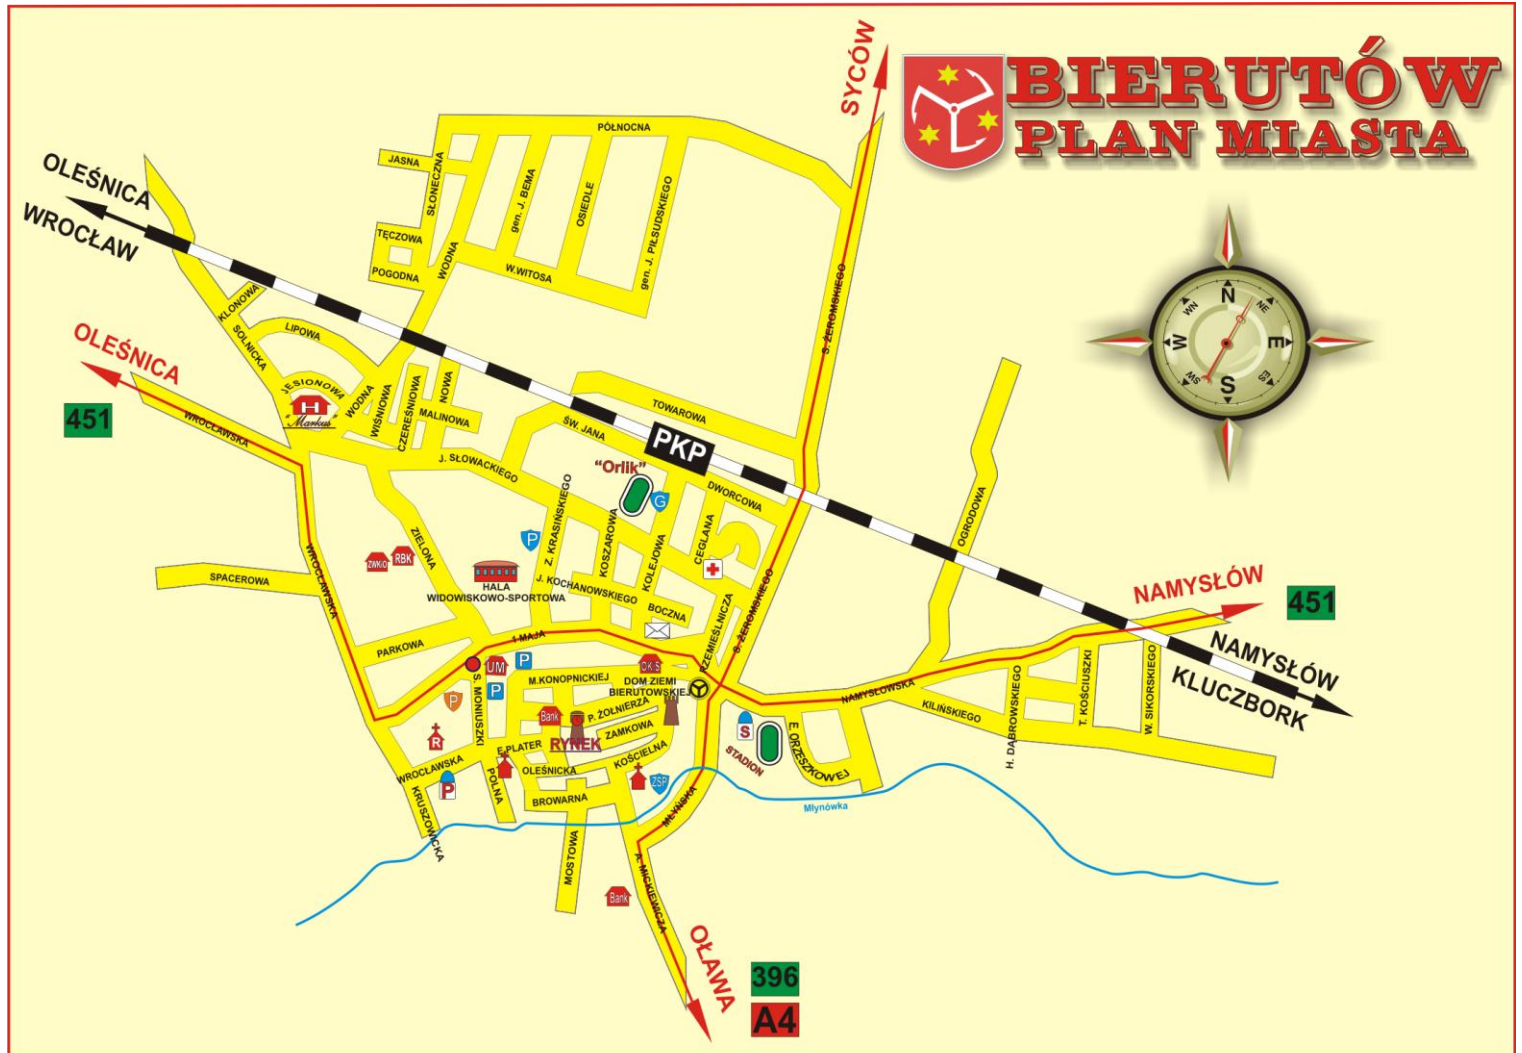 BIERUTÓW
PLAN MIASTA
SYCÓW
PÓŁNOCNA
JASNA
SŁONECZNA
gen. J. BEMA
OSIEDLE
gen. J. PIŁSUDSKIEGO
OLEŚNICA
WROCŁAW
TĘCZOWA
POGODNA
WODNA
W.WITOSA
S. ŻEROMSKIEGO
N
NE
E
ES
S
SW
W
WN
KLONOWA
SOLNICKA
LIPOWA
OLEŚNICA
451
WROCŁAWSKA
JESIONOWA
H
"Markus"
WODNA
WIŚNIOWA
CZEREŚNIOWA
NOWA
MALINOWA
TOWAROWA
ŚW. JANA
PKP
J. SŁOWACKIEGO
"Orlik"
G
DWORCOWA
Z. KRASIŃSKIEGO
KOSZAROWA
KOLEJOWA
CEGLANA
OGRODOWA
ZIELONA
P
ZWKiO
RBK
WROCŁAWSKA
SPACEROWA
HALA
WIDOWISKOWO-SPORTOWA
J. KOCHANOWSKIEGO
BOCZNA
RZEMIEŚLNICZA
S. ŻEROMSKIEGO
NAMYSŁÓW
451
NAMYSŁÓW
KLUCZBORK
PARKOWA
1 MAJA
UM
P
P
P
S. MONIUSZKI
M.KONOPNICKIEJ
OKiS
DOM ZIEMI
BIERUTOWSKIEJ
NAMYSŁOWSKA
KILIŃSKIEGO
H. DĄBROWSKIEGO
T. KOŚCIUSZKI
W. SIKORSKIEGO
Bank
P. ŻOŁNIERZA
ZAMKOWA
RYNEK
KOŚCIELNA
S
STADION
E. ORZESZKOWEJ
R
E.PLATER
OLEŚNICKA
WROCŁAWSKA
P
POLNA
BROWARNA
ZSP
MŁYŃSKA
Młynówka
KRUSZOWICKA
MOSTOWA
A. MICKIEWICZA
Bank
OŁAWA
396
A4